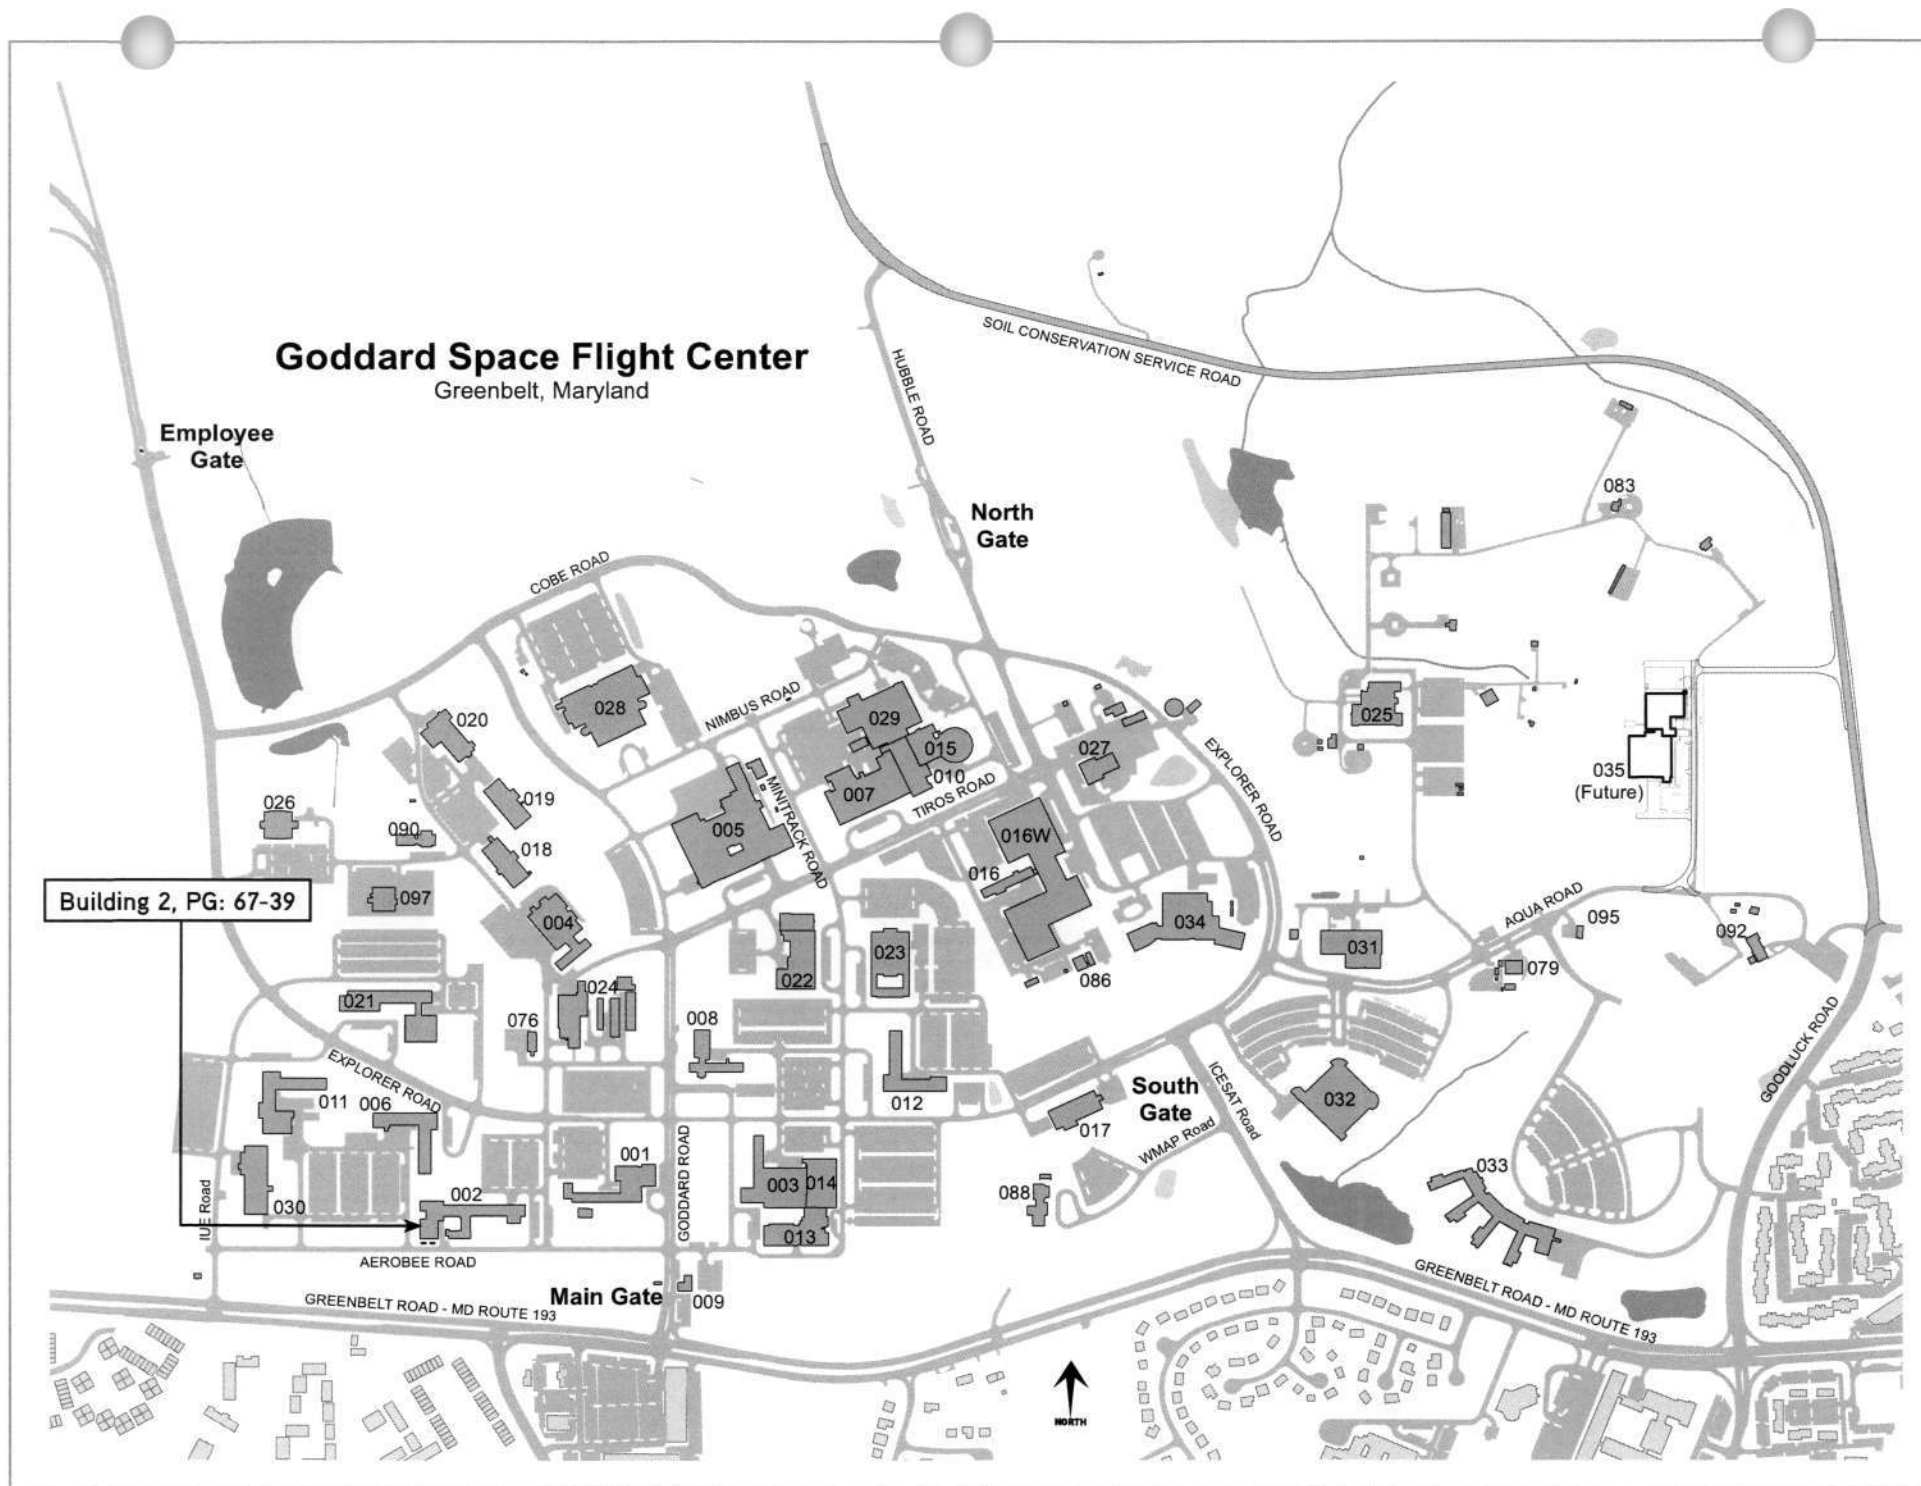 SOIL CONSERVATION SERVICE ROAD
Goddard Space Flight Center
Greenbelt, Maryland
HUBBLE ROAD
Employee
Gate
083
North
Gate
COBE ROAD
028
NIMBUS ROAD
029
020
015
027
025
EXPLORER ROAD
035
(Future)
010
007
TIROS ROAD
026
019
MINITRACK ROAD
005
090
018
016W
016
Building 2, PG: 67-39
097
004
034
AQUA ROAD
095
092
031
023
022
079
086
021
024
076
008
GOODLUCK ROAD
EXPLORER ROAD
ICESAT Road
South
Gate
032
011
006
012
017
WMAP Road
001
GODDARD ROAD
003
014
033
088
002
030
IUE Road
013
AEROBEE ROAD
Main Gate
009
GREENBELT ROAD - MD ROUTE 193
GREENBELT ROAD - MD ROUTE 193
NORTH